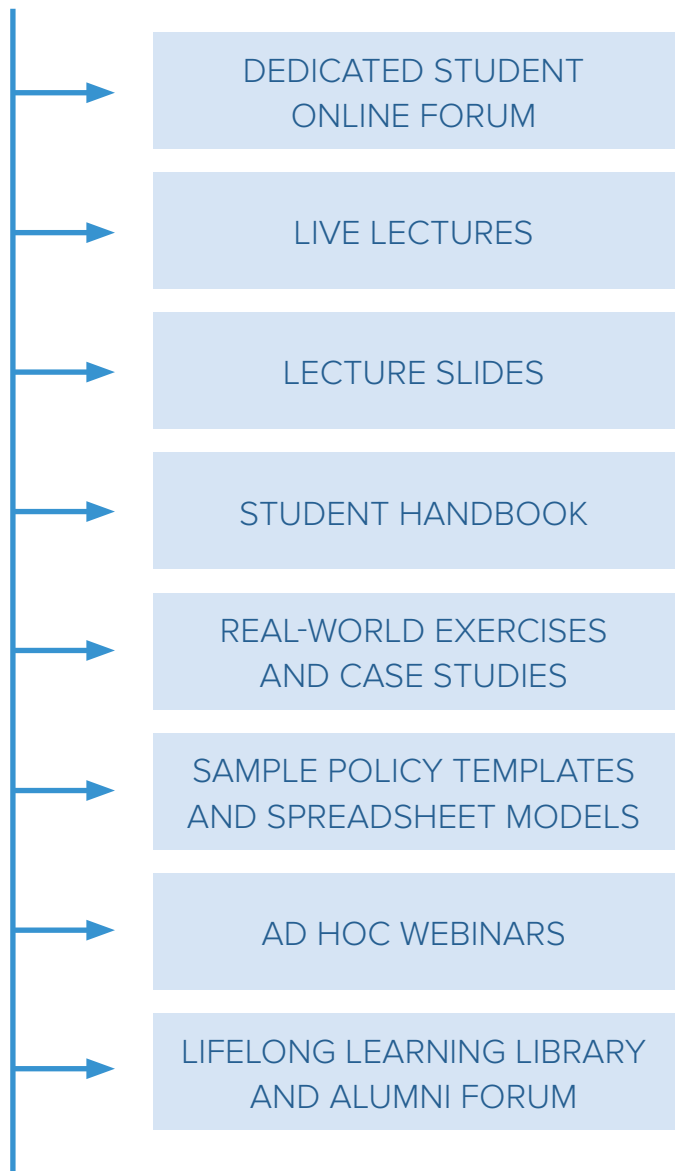 DEDICATED STUDENT
ONLINE FORUM
LIVE LECTURES
LECTURE SLIDES
STUDENT HANDBOOK
REAL-WORLD EXERCISES
AND CASE STUDIES
SAMPLE POLICY TEMPLATES
AND SPREADSHEET MODELS
AD HOC WEBINARS
LIFELONG LEARNING LIBRARY
AND ALUMNI FORUM